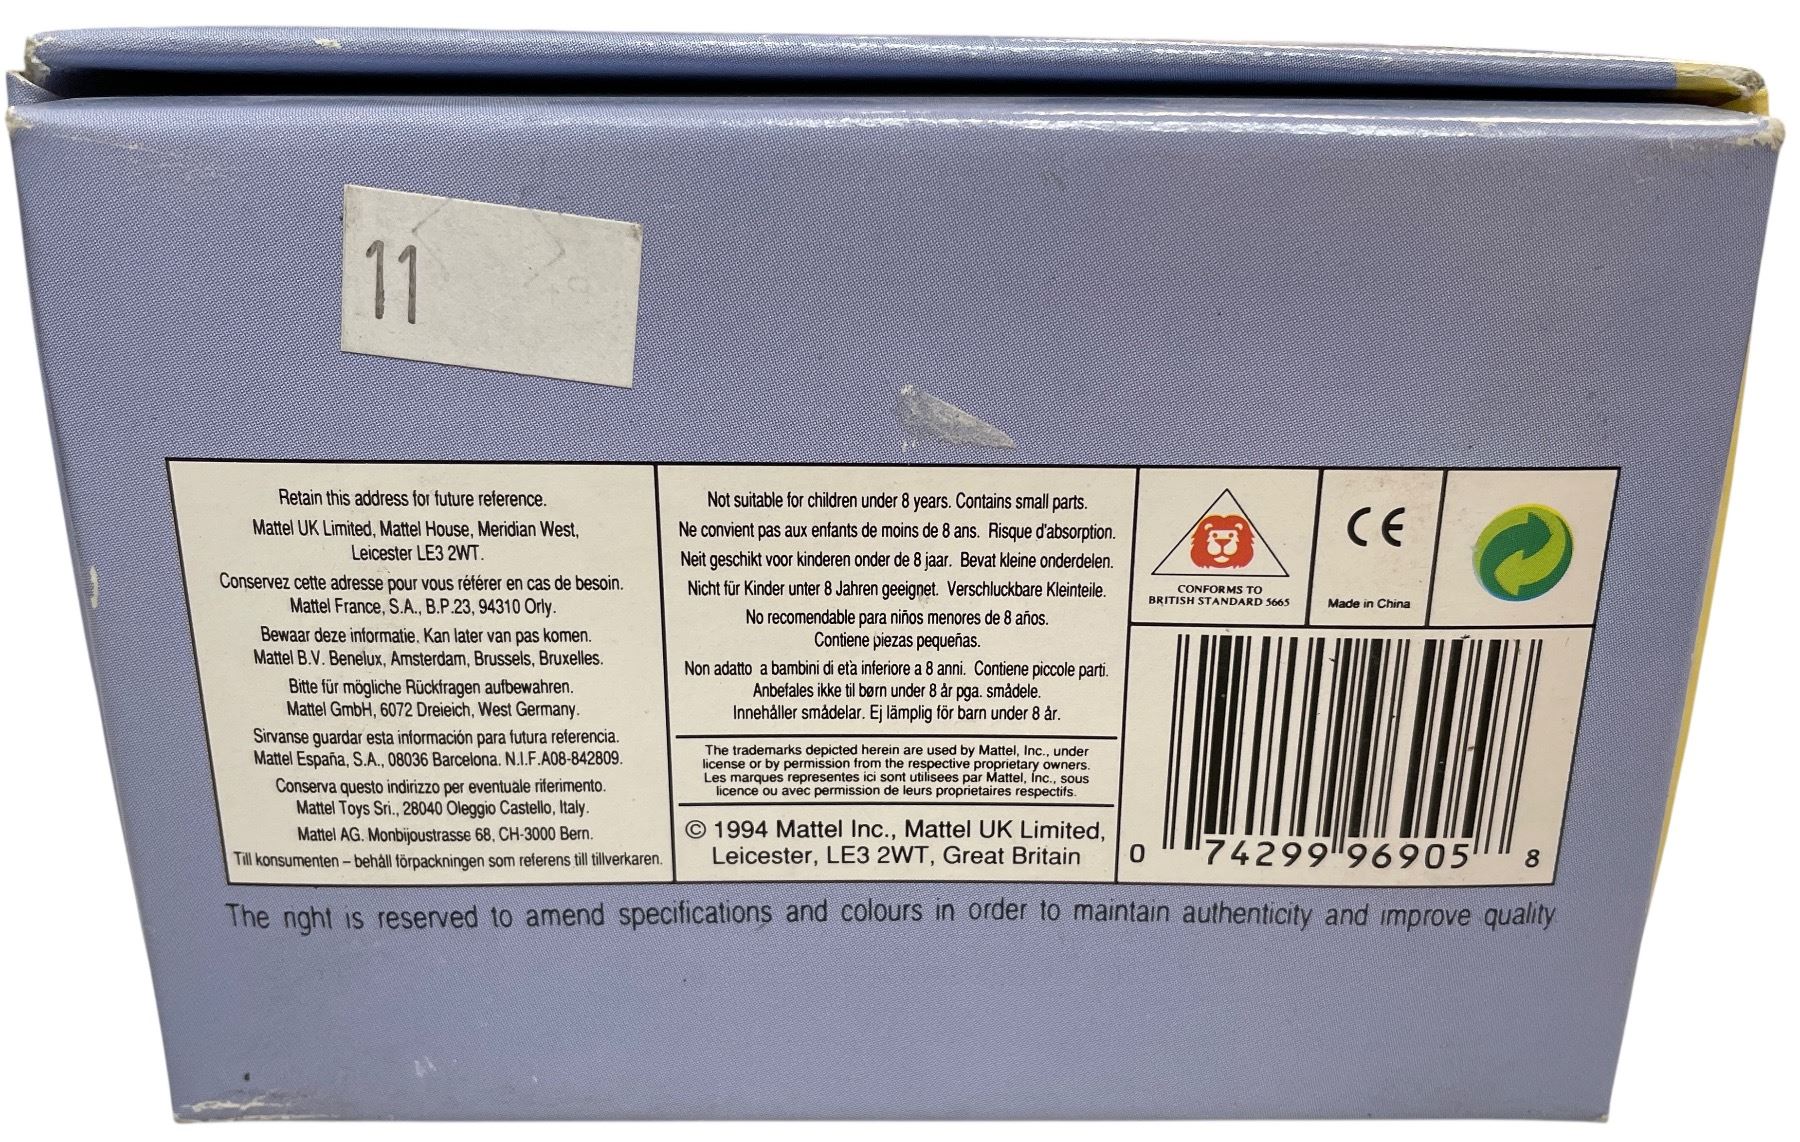 11
Retain this address for future reference.
Mattel UK Limited, Mattel House, Meridian West,
Leicester LE3 2WT.
Conservez cette adresse pour vous référer en cas de besoin.
Mattel France, S.A., B.P.23, 94310 Orly.
Bewaar deze informatie. Kan later van pas komen.
Mattel B.V. Benelux, Amsterdam, Brussels, Bruxelles.
Bitte für mögliche Rückfragen aufbewahren.
Mattel GmbH, 6072 Dreieich, West Germany.
Sirvanse guardar esta información para futura referencia.
Mattel España, S.A., 08036 Barcelona. N.I.F.A08-842809.
Conserva questo indirizzo per eventuale riferimento.
Mattel Toys Sri., 28040 Oleggio Castello, Italy.
Mattel AG. Monbijoustrasse 68, CH-3000 Bern.
Till konsumenten – behåll förpackningen som referens till tillverkaren.
Not suitable for children under 8 years. Contains small parts.
Ne convient pas aux enfants de moins de 8 ans. Risque d'absorption.
Neit geschikt voor kinderen onder de 8 jaar. Bevat kleine onderdelen.
Nicht für Kinder unter 8 Jahren geeignet. Verschluckbare Kleinteile.
No recomendable para niños menores de 8 años.
Contiene piezas pequeñas.
Non adatto a bambini di età inferiore a 8 anni. Contiene piccole parti.
Anbefales ikke til børn under 8 år pga. smådele.
Innehåller smådelar. Ej lämplig för barn under 8 år.
The trademarks depicted herein are used by Mattel, Inc., under
license or by permission from the respective proprietary owners.
Les marques representes ici sont utilisees par Mattel, Inc., sous
licence ou avec permission de leurs proprietaires respectifs.
© 1994 Mattel Inc., Mattel UK Limited,
Leicester, LE3 2WT, Great Britain
CONFORMS TO
BRITISH STANDARD 5665
CE
Made in China
0 74299 96905 8
The right is reserved to amend specifications and colours in order to maintain authenticity and improve quality